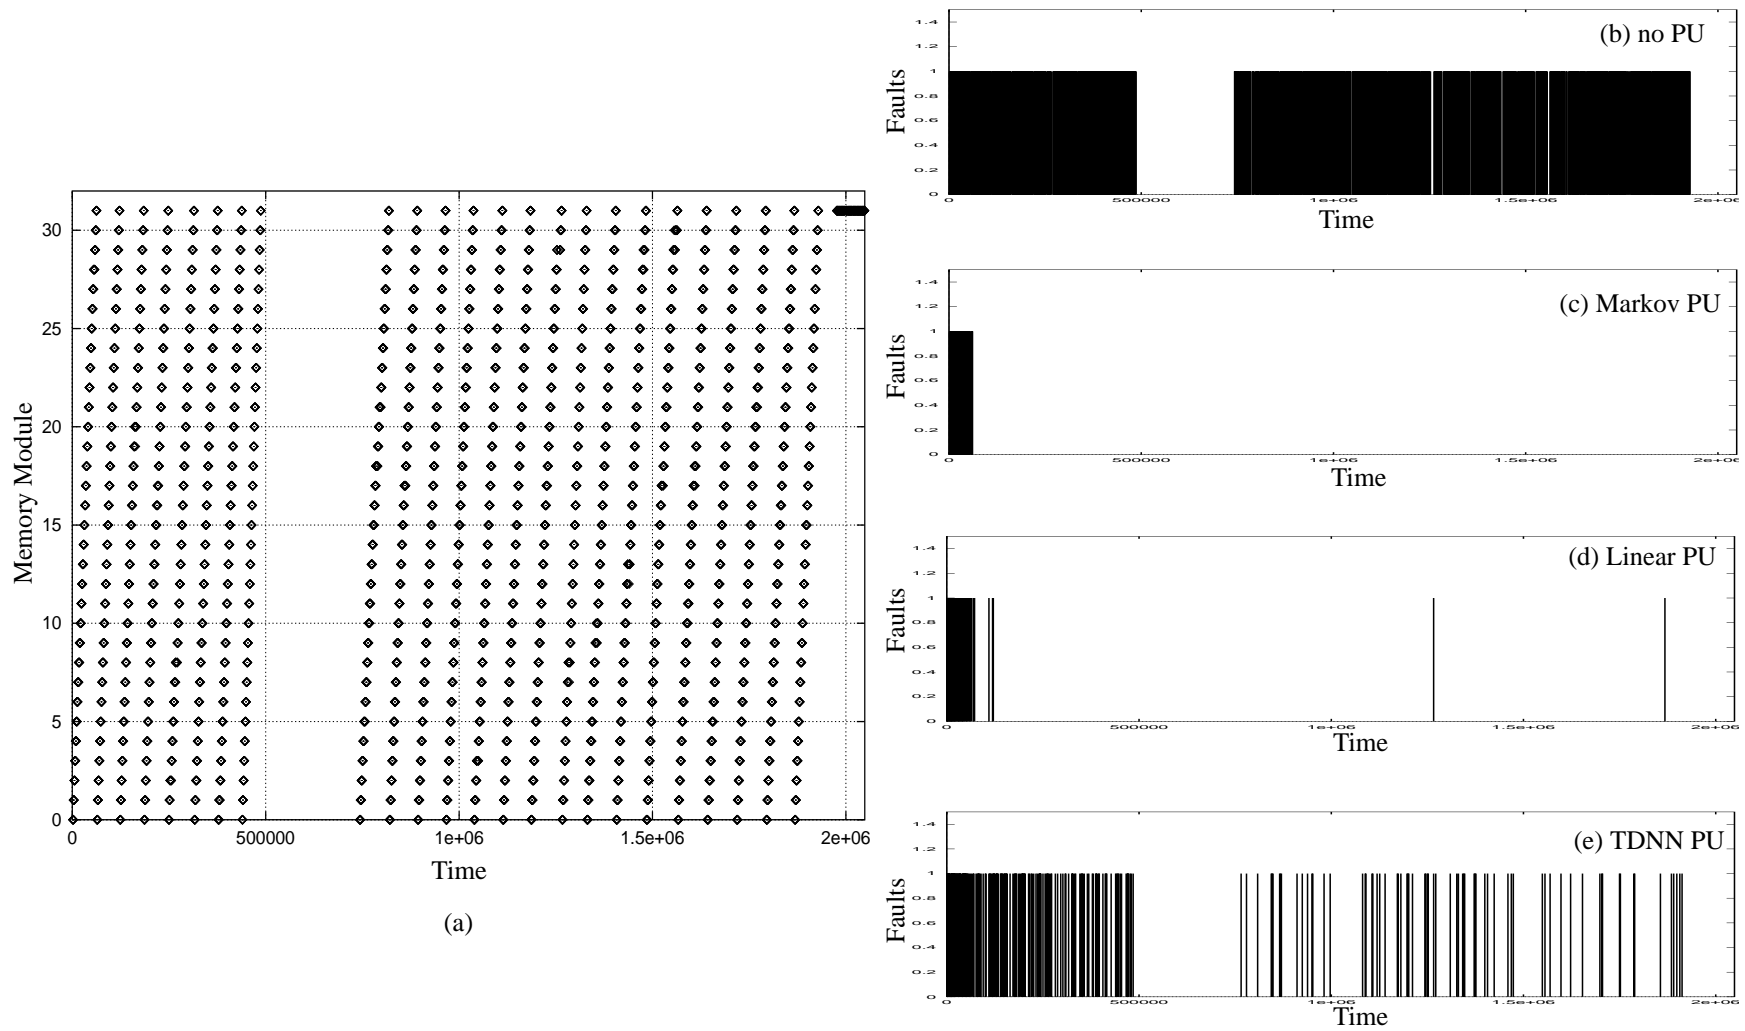 30
25
20
15
10
5
0
Memory Module
0
500000
1e+06
1.5e+06
2e+06
Time
(a)
(b) no PU
1.4
1.2
1
0.8
0.6
0.4
0.2
0
Faults
0
500000
1e+06
1.5e+06
2e+06
Time
(c) Markov PU
1.4
1.2
1
0.8
0.6
0.4
0.2
0
Faults
0
500000
1e+06
1.5e+06
2e+06
Time
(d) Linear PU
1.4
1.2
1
0.8
0.6
0.4
0.2
0
Faults
0
500000
1e+06
1.5e+06
2e+06
Time
(e) TDNN PU
1.4
1.2
1
0.8
0.6
0.4
0.2
0
Faults
0
500000
1e+06
1.5e+06
2e+06
Time